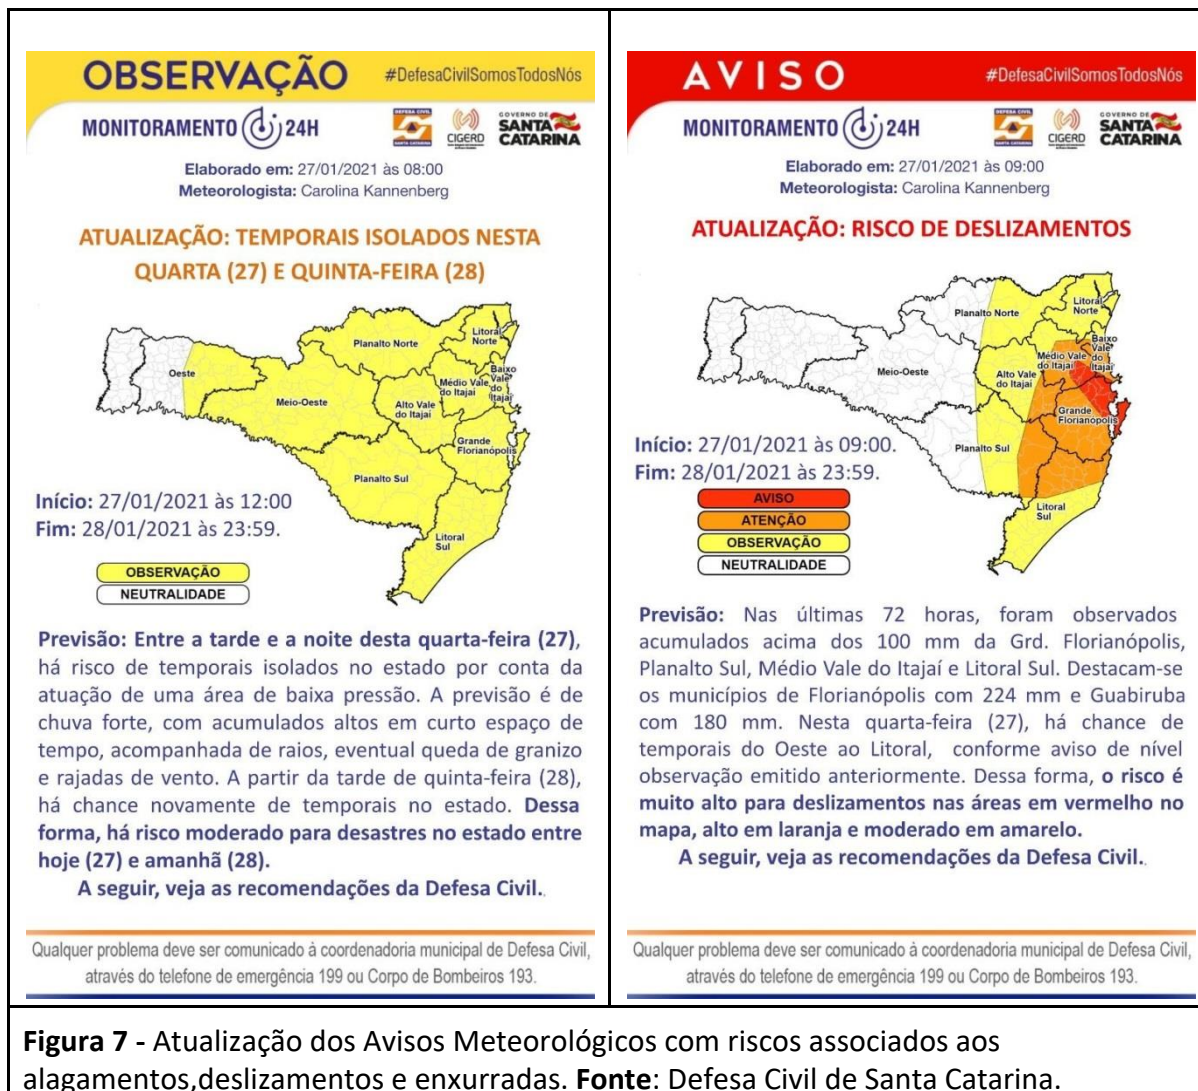 OBSERVAÇÃO
#DefesaCivilSomosTodosNós
MONITORAMENTO 24H
DEFESA CIVIL
SANTA CATARINA
CIGERD
GOVERNO DE
SANTA
CATARINA
Elaborado em: 27/01/2021 às 08:00
Meteorologista: Carolina Kannenberg
ATUALIZAÇÃO: TEMPORAIS ISOLADOS NESTA
QUARTA (27) E QUINTA-FEIRA (28)
Planalto Norte
Litoral
Norte
Oeste
Meio-Oeste
Alto Vale
do Itajaí
Médio Vale
do Itajaí
Baixo
Vale
do
Itajaí
Grande
Florianópolis
Planalto Sul
Litoral
Sul
Início: 27/01/2021 às 12:00
Fim: 28/01/2021 às 23:59.
OBSERVAÇÃO
NEUTRALIDADE
Previsão: Entre a tarde e a noite desta quarta-feira (27),
há risco de temporais isolados no estado por conta da
atuação de uma área de baixa pressão. A previsão é de
chuva forte, com acumulados altos em curto espaço de
tempo, acompanhada de raios, eventual queda de granizo
e rajadas de vento. A partir da tarde de quinta-feira (28),
há chance novamente de temporais no estado. Dessa
forma, há risco moderado para desastres no estado entre
hoje (27) e amanhã (28).
A seguir, veja as recomendações da Defesa Civil.
Qualquer problema deve ser comunicado à coordenadoria municipal de Defesa Civil,
através do telefone de emergência 199 ou Corpo de Bombeiros 193.
AVISO
#DefesaCivilSomosTodosNós
MONITORAMENTO 24H
DEFESA CIVIL
SANTA CATARINA
CIGERD
GOVERNO DE
SANTA
CATARINA
Elaborado em: 27/01/2021 às 09:00
Meteorologista: Carolina Kannenberg
ATUALIZAÇÃO: RISCO DE DESLIZAMENTOS
Planalto Norte
Litoral
Norte
Meio-Oeste
Alto Vale
do Itajaí
Médio Vale
do Itajaí
Baixo
Vale
do
Itajaí
Grande
Florianópolis
Planalto Sul
Litoral
Sul
Início: 27/01/2021 às 09:00.
Fim: 28/01/2021 às 23:59.
AVISO
ATENÇÃO
OBSERVAÇÃO
NEUTRALIDADE
Previsão: Nas últimas 72 horas, foram observados
acumulados acima dos 100 mm da Grd. Florianópolis,
Planalto Sul, Médio Vale do Itajaí e Litoral Sul. Destacam-se
os municípios de Florianópolis com 224 mm e Guabiruba
com 180 mm. Nesta quarta-feira (27), há chance de
temporais do Oeste ao Litoral, conforme aviso de nível
observação emitido anteriormente. Dessa forma, o risco é
muito alto para deslizamentos nas áreas em vermelho no
mapa, alto em laranja e moderado em amarelo.
A seguir, veja as recomendações da Defesa Civil.
Qualquer problema deve ser comunicado à coordenadoria municipal de Defesa Civil,
através do telefone de emergência 199 ou Corpo de Bombeiros 193.
Figura 7 - Atualização dos Avisos Meteorológicos com riscos associados aos
alagamentos,deslizamentos e enxurradas. Fonte: Defesa Civil de Santa Catarina.